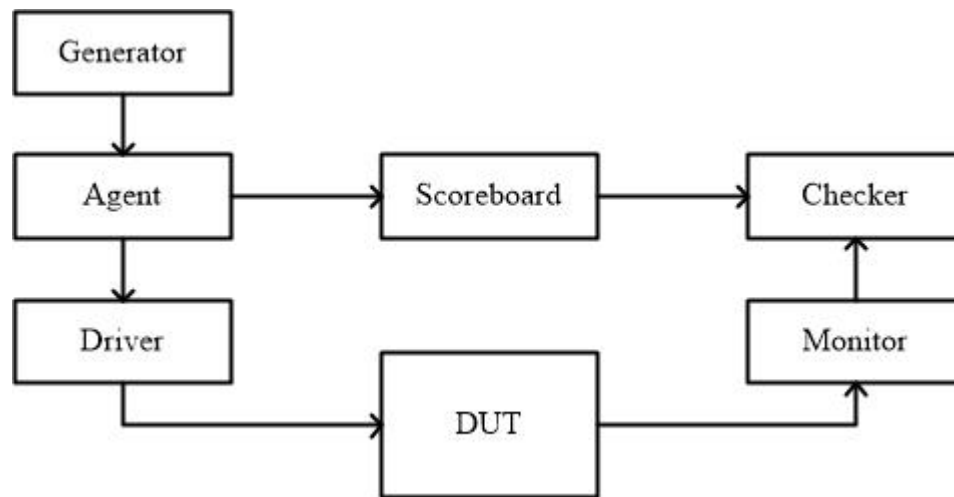 Generator
Agent
Scoreboard
Checker
Driver
Monitor
DUT